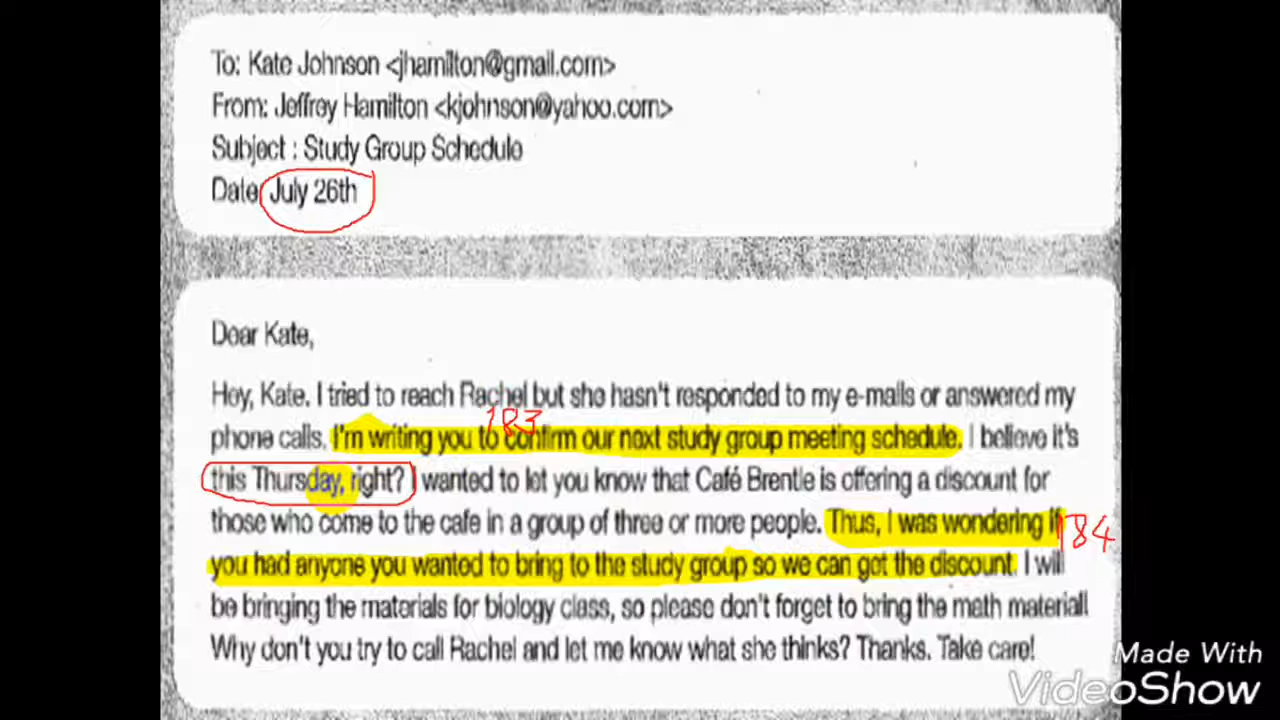 To: Kate Johnson <jhamilton@gmail.com>
From: Jeffrey Hamilton <kjohnson@yahoo.com>
Subject : Study Group Schedule
Date July 26th
Dear Kate,
Hey, Kate. I tried to reach Rachel but she hasn't responded to my e-mails or answered my
183
phone calls. I'm writing you to confirm our next study group meeting schedule. I believe it's
this Thursday, right? I wanted to let you know that Café Brentle is offering a discount for
those who come to the cafe in a group of three or more people. Thus, I was wondering if
184
you had anyone you wanted to bring to the study group so we can get the discount. I will
be bringing the materials for biology class, so please don't forget to bring the math material!
Why don't you try to call Rachel and let me know what she thinks? Thanks. Take care!
Made With
VideoShow